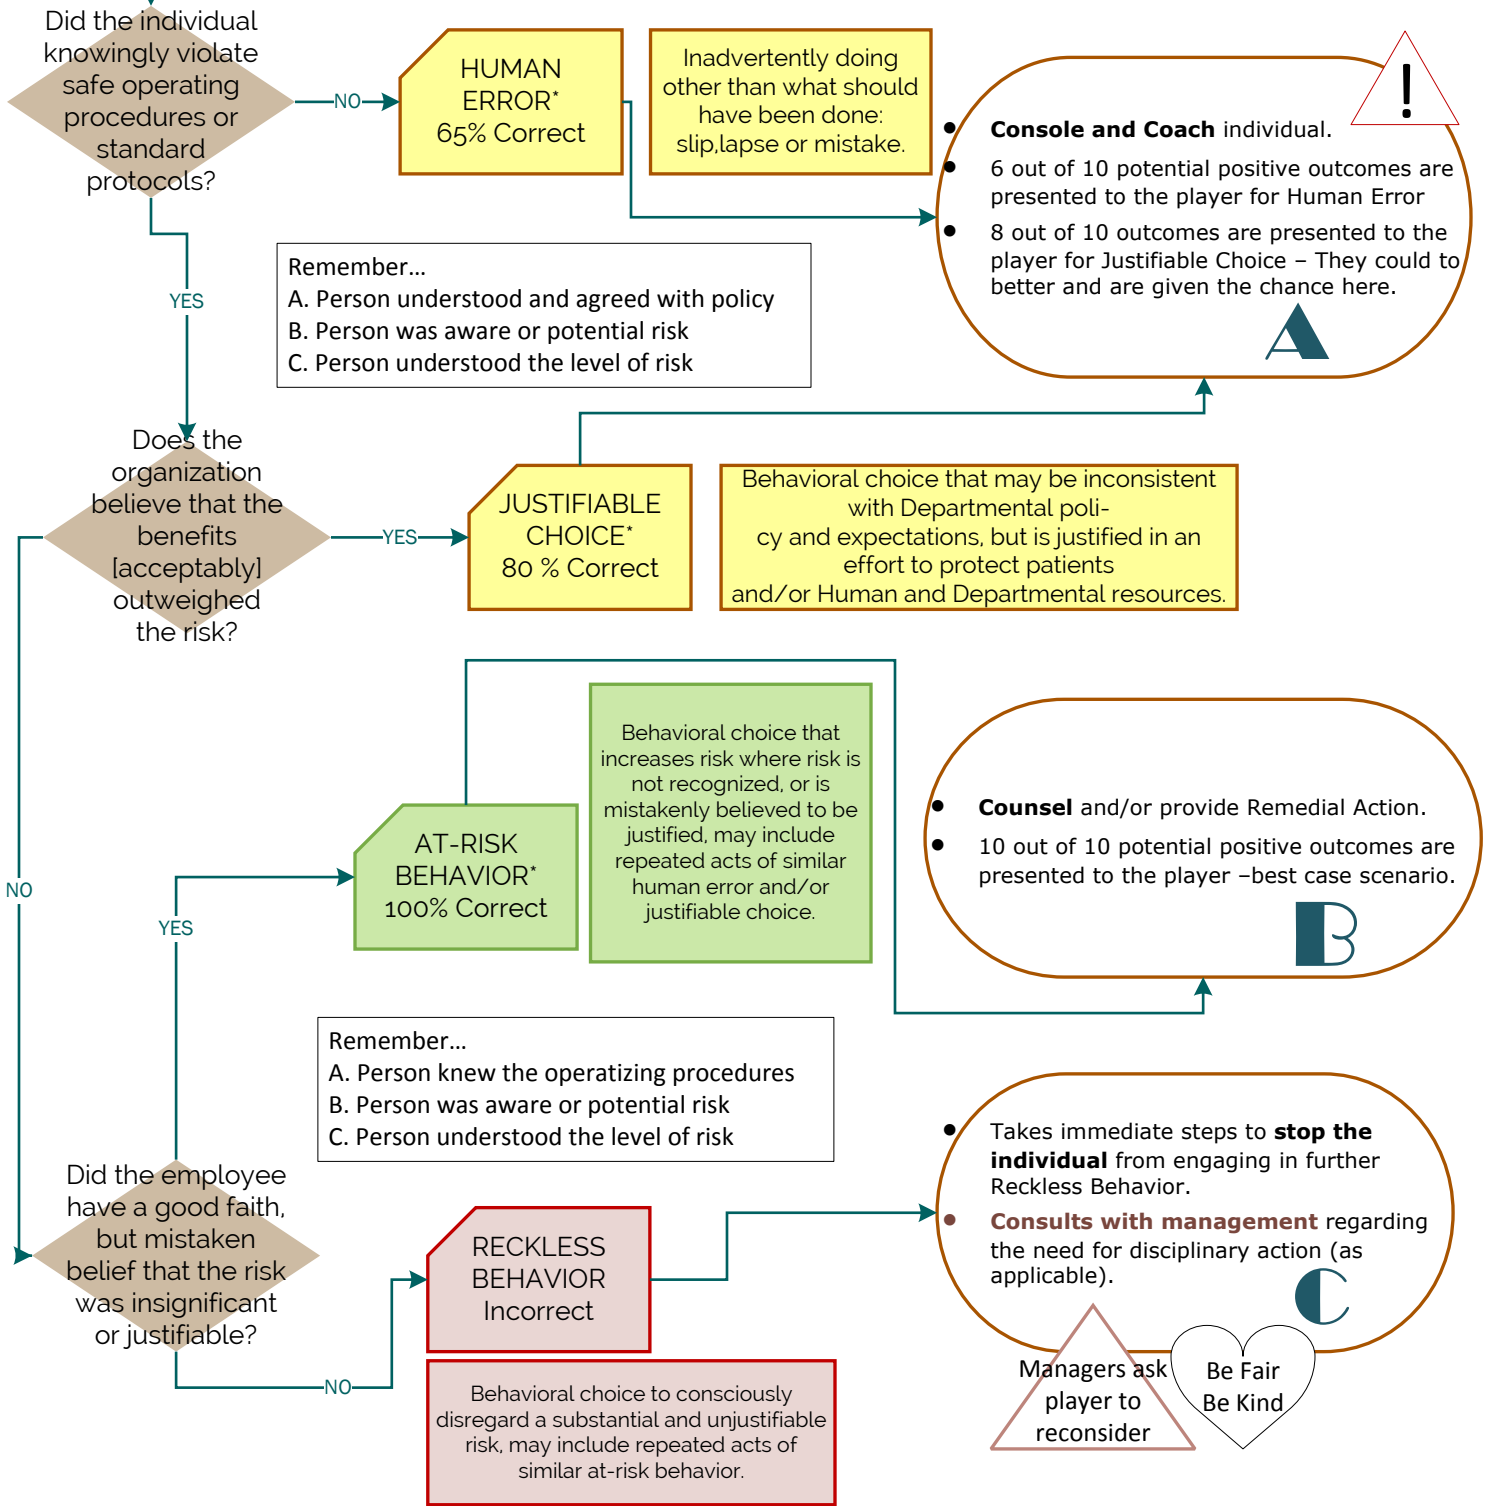 Did the individual
knowingly violate
safe operating
procedures or
standard
protocols?
NO
HUMAN
ERROR*
65% Correct
Inadvertently doing
other than what should
have been done:
slip,lapse or mistake.
!
• Console and Coach individual.
• 6 out of 10 potential positive outcomes are
presented to the player for Human Error
• 8 out of 10 outcomes are presented to the
player for Justifiable Choice – They could to
better and are given the chance here.
A
YES
Remember…
A. Person understood and agreed with policy
B. Person was aware or potential risk
C. Person understood the level of risk
Does the
organization
believe that the
benefits
[acceptably]
outweighed
the risk?
YES
JUSTIFIABLE
CHOICE*
80 % Correct
Behavioral choice that may be inconsistent
with Departmental poli-
cy and expectations, but is justified in an
effort to protect patients
and/or Human and Departmental resources.
NO
YES
AT-RISK
BEHAVIOR*
100% Correct
Behavioral choice that
increases risk where risk is
not recognized, or is
mistakenly believed to be
justified, may include
repeated acts of similar
human error and/or
justifiable choice.
• Counsel and/or provide Remedial Action.
• 10 out of 10 potential positive outcomes are
presented to the player –best case scenario.
B
Remember…
A. Person knew the operatizing procedures
B. Person was aware or potential risk
C. Person understood the level of risk
Did the employee
have a good faith,
but mistaken
belief that the risk
was insignificant
or justifiable?
NO
RECKLESS
BEHAVIOR
Incorrect
Behavioral choice to consciously
disregard a substantial and unjustifiable
risk, may include repeated acts of
similar at-risk behavior.
• Takes immediate steps to stop the
individual from engaging in further
Reckless Behavior.
• Consults with management regarding
the need for disciplinary action (as
applicable).
C
Managers ask
player to
reconsider
Be Fair
Be Kind